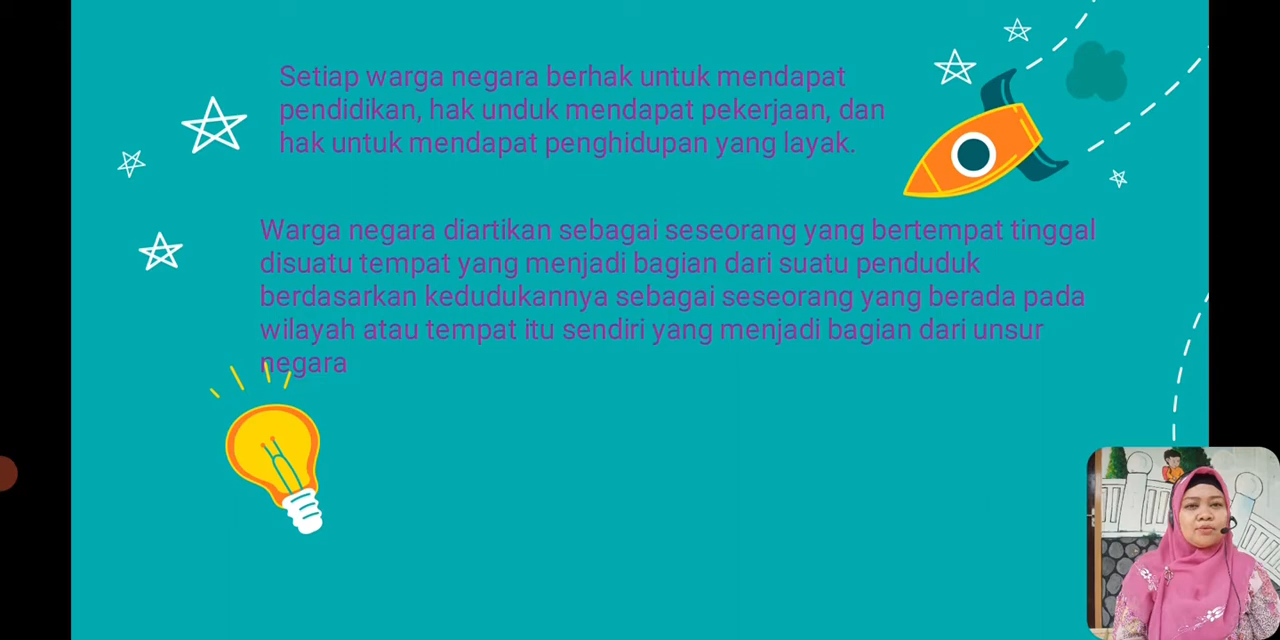 Setiap warga negara berhak untuk mendapat
pendidikan, hak unduk mendapat pekerjaan, dan
hak untuk mendapat penghidupan yang layak.
Warga negara diartikan sebagai seseorang yang bertempat tinggal
disuatu tempat yang menjadi bagian dari suatu penduduk
berdasarkan kedudukannya sebagai seseorang yang berada pada
wilayah atau tempat itu sendiri yang menjadi bagian dari unsur
negara